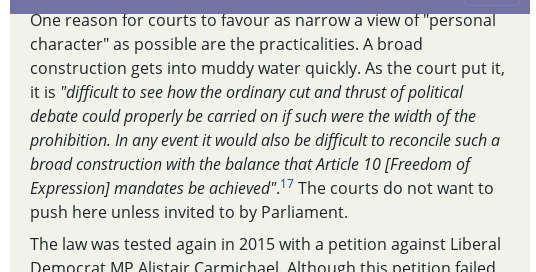 One reason for courts to favour as narrow a view of "personal
character" as possible are the practicalities. A broad
construction gets into muddy water quickly. As the court put it,
it is "difficult to see how the ordinary cut and thrust of political
debate could properly be carried on if such were the width of the
prohibition. In any event it would also be difficult to reconcile such a
broad construction with the balance that Article 10 [Freedom of
Expression] mandates be achieved".17 The courts do not want to
push here unless invited to by Parliament.
The law was tested again in 2015 with a petition against Liberal
Democrat MP Alistair Carmichael. Although this petition failed